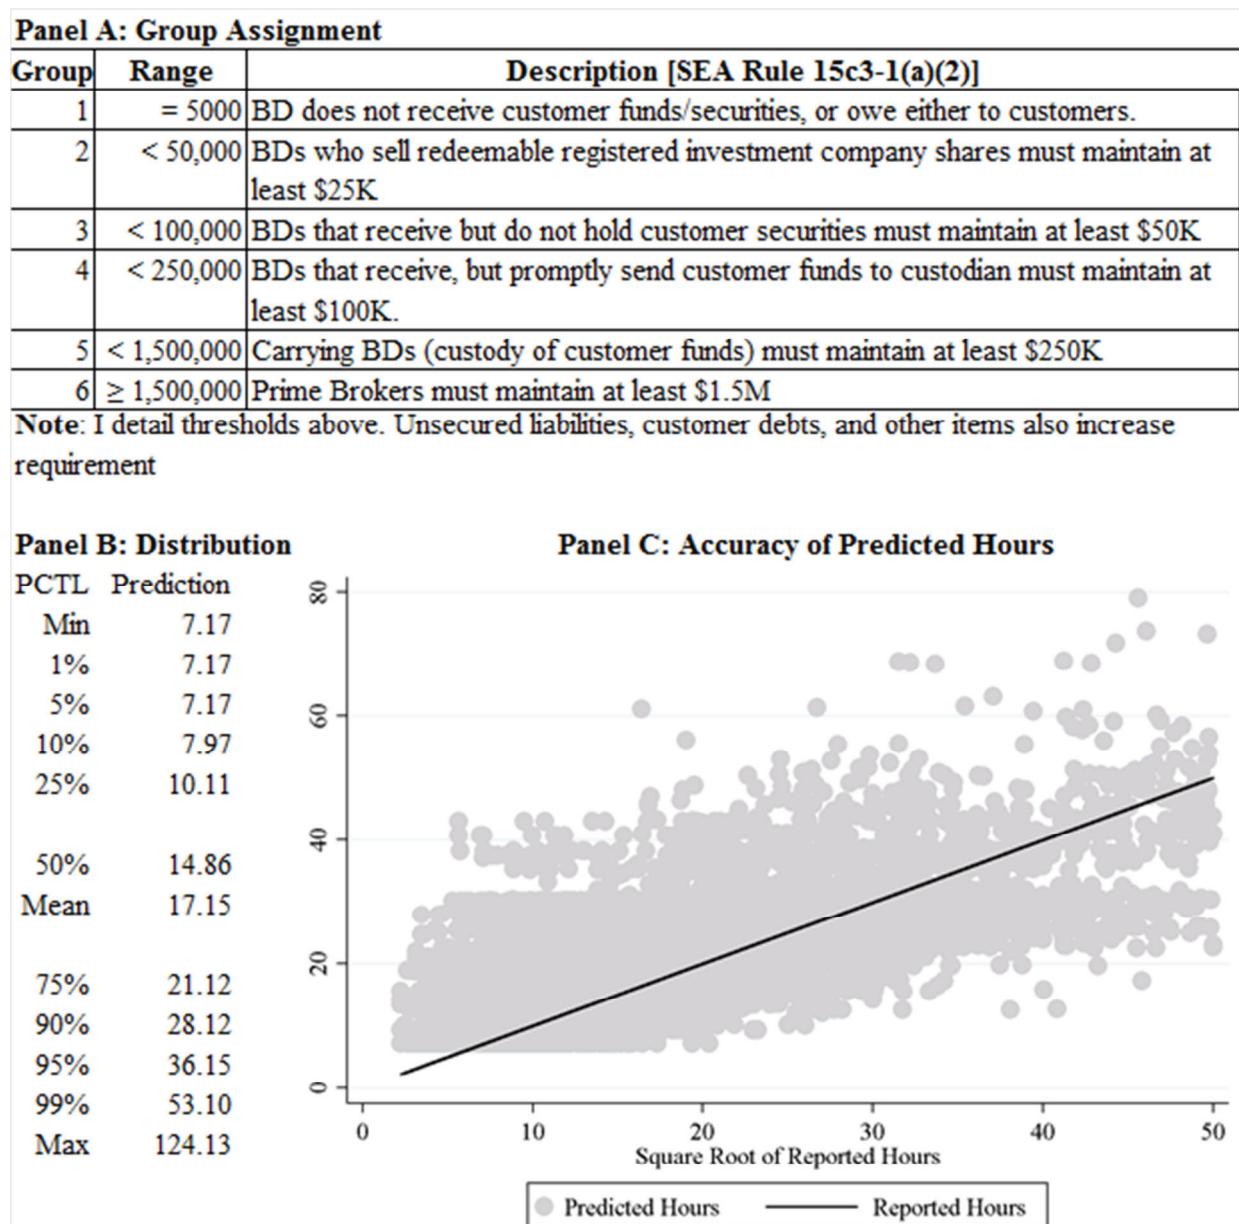 Panel A: Group Assignment
Group Range Description [SEA Rule 15c3-1(a)(2)]
1 = 5000 BD does not receive customer funds/securities, or owe either to customers.
2 < 50,000 BDs who sell redeemable registered investment company shares must maintain at
least $25K
3 < 100,000 BDs that receive but do not hold customer securities must maintain at least $50K
4 < 250,000 BDs that receive, but promptly send customer funds to custodian must maintain at
least $100K.
5 < 1,500,000 Carrying BDs (custody of customer funds) must maintain at least $250K
6 ≥ 1,500,000 Prime Brokers must maintain at least $1.5M
Note: I detail thresholds above. Unsecured liabilities, customer debts, and other items also increase
requirement
Panel B: Distribution
PCTL Prediction
Min 7.17
1% 7.17
5% 7.17
10% 7.97
25% 10.11
50% 14.86
Mean 17.15
75% 21.12
90% 28.12
95% 36.15
99% 53.10
Max 124.13
Panel C: Accuracy of Predicted Hours
80
60
40
20
0
0 10 20 30 40 50
Square Root of Reported Hours
Predicted Hours Reported Hours